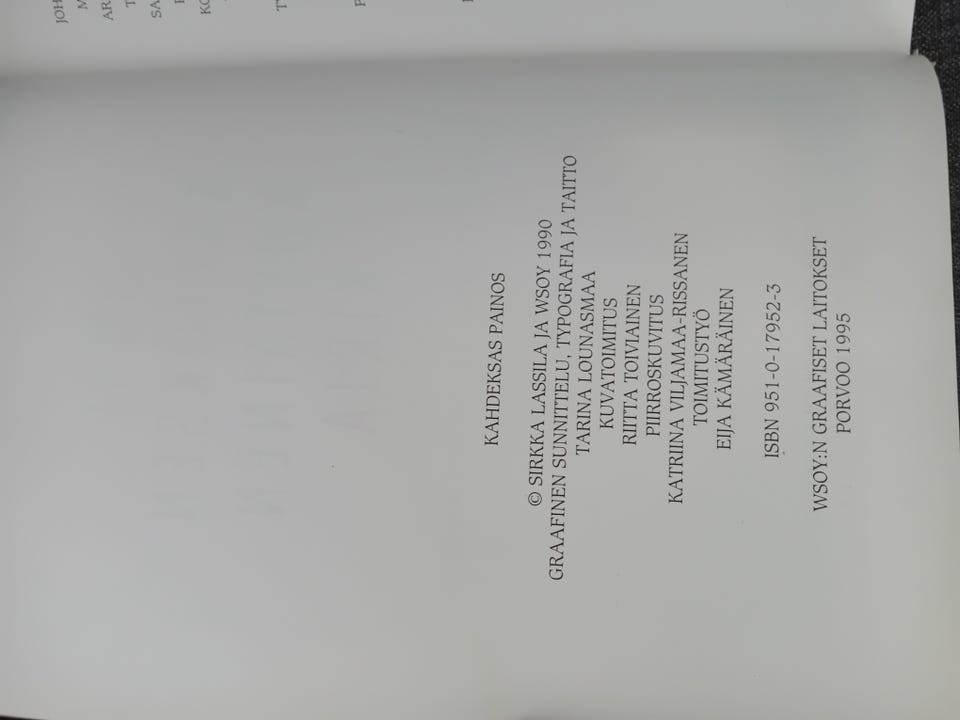 KAHDEKSAS PAINOS
© SIRKKA LASSILA JA WSOY 1990
GRAAFINEN SUNNITTELU, TYPOGRAFIA JA TAITTO
TARINA LOUNASMAA
KUVATOIMITUS
RIITTA TOIVIAINEN
PIIRROSKUVITUS
KATRIINA VILJAMAA-RISSANEN
TOIMITUSTYÖ
EIJA KÄMÄRÄINEN
ISBN 951-0-17952-3
WSOY:N GRAAFISET LAITOKSET
PORVOO 1995